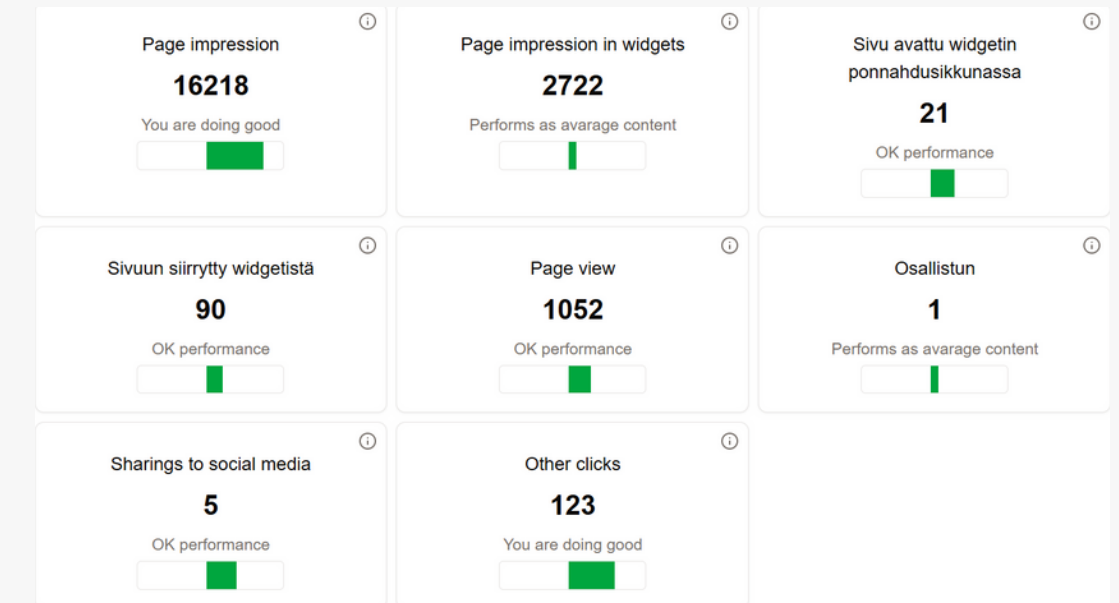 Page impression
16218
You are doing good
Page impression in widgets
2722
Performs as avarage content
Sivu avattu widgetin
ponnahdusikkunassa
21
OK performance
Sivuun siirrytty widgetistä
90
OK performance
Page view
1052
OK performance
Osallistun
1
Performs as avarage content
Sharings to social media
5
OK performance
Other clicks
123
You are doing good